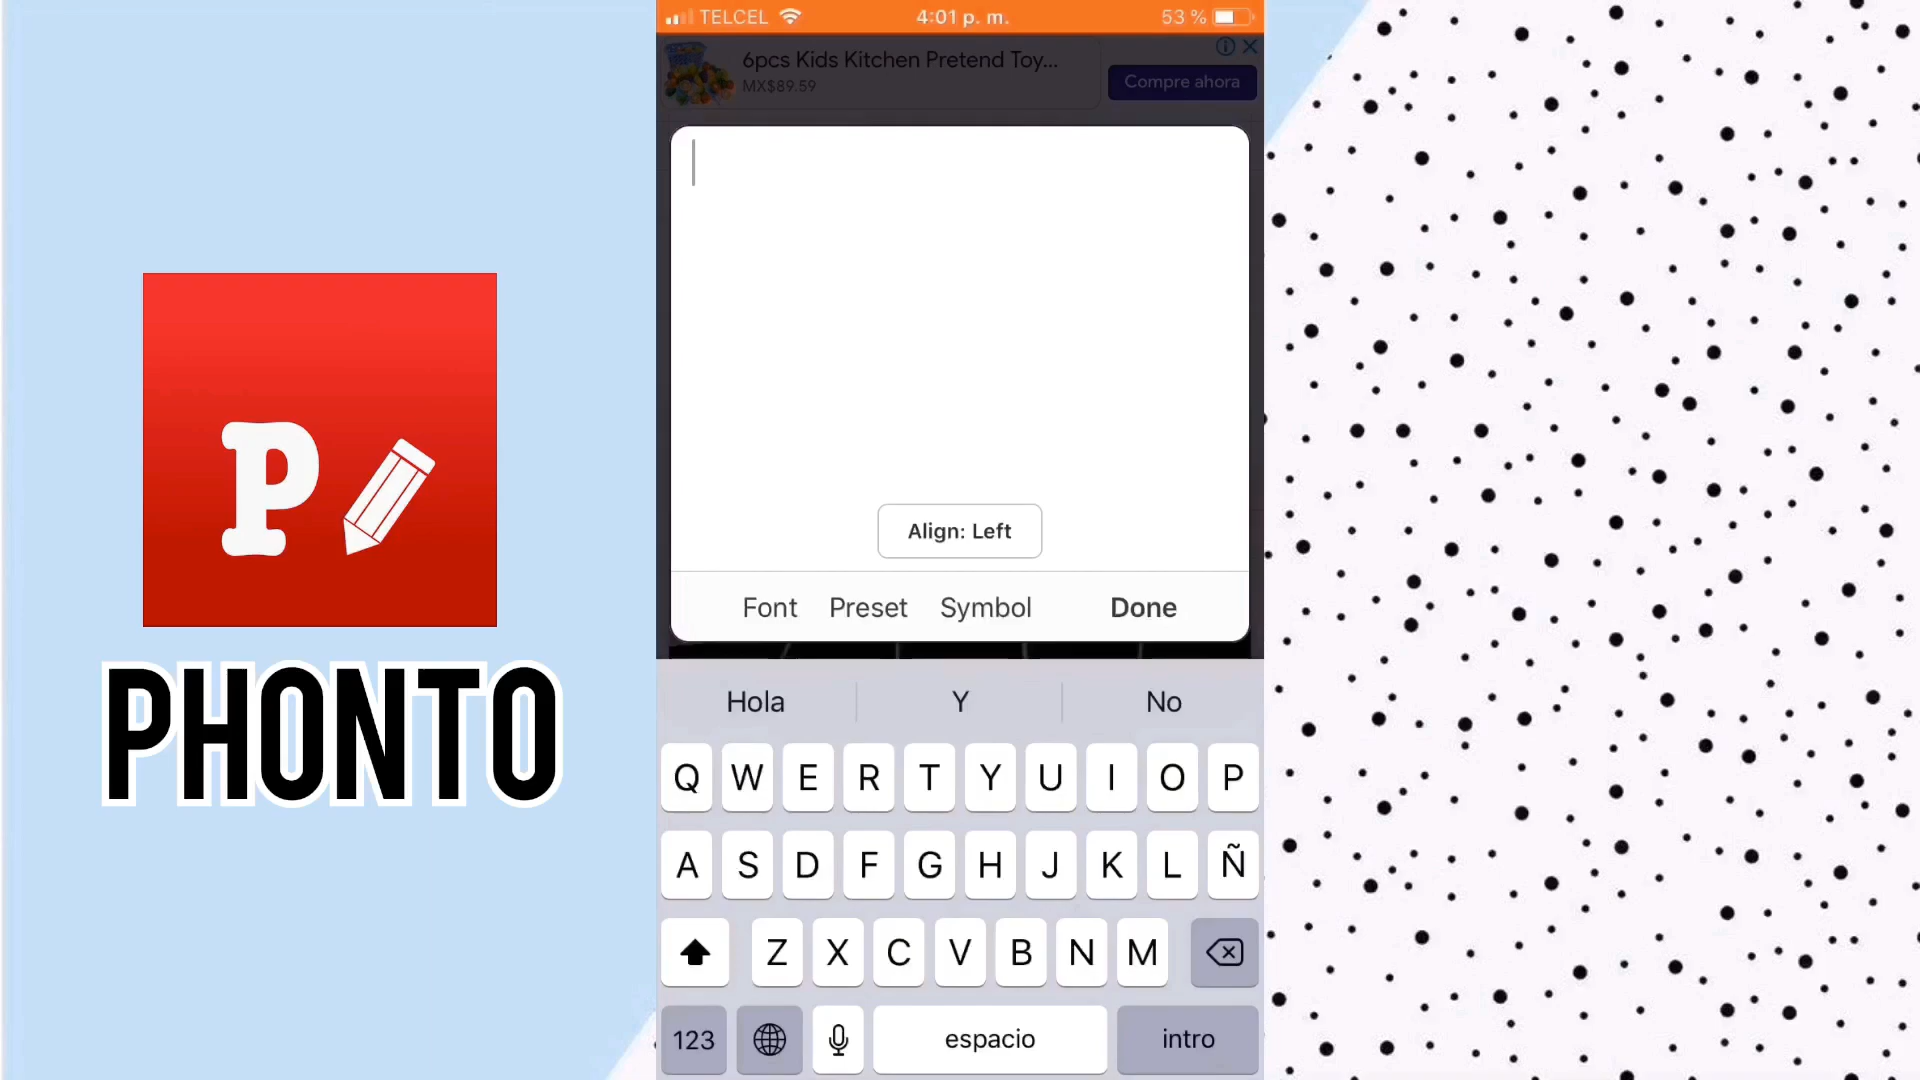 TELCEL 4:01 p. m. 53 %
6pcs Kids Kitchen Pretend Toy...
MX$89.59
Compre ahora
Align: Left
Font Preset Symbol Done
P
PHONTO
Hola Y No
Q W E R T Y U I O P
A S D F G H J K L Ñ
Z X C V B N M
123 espacio intro